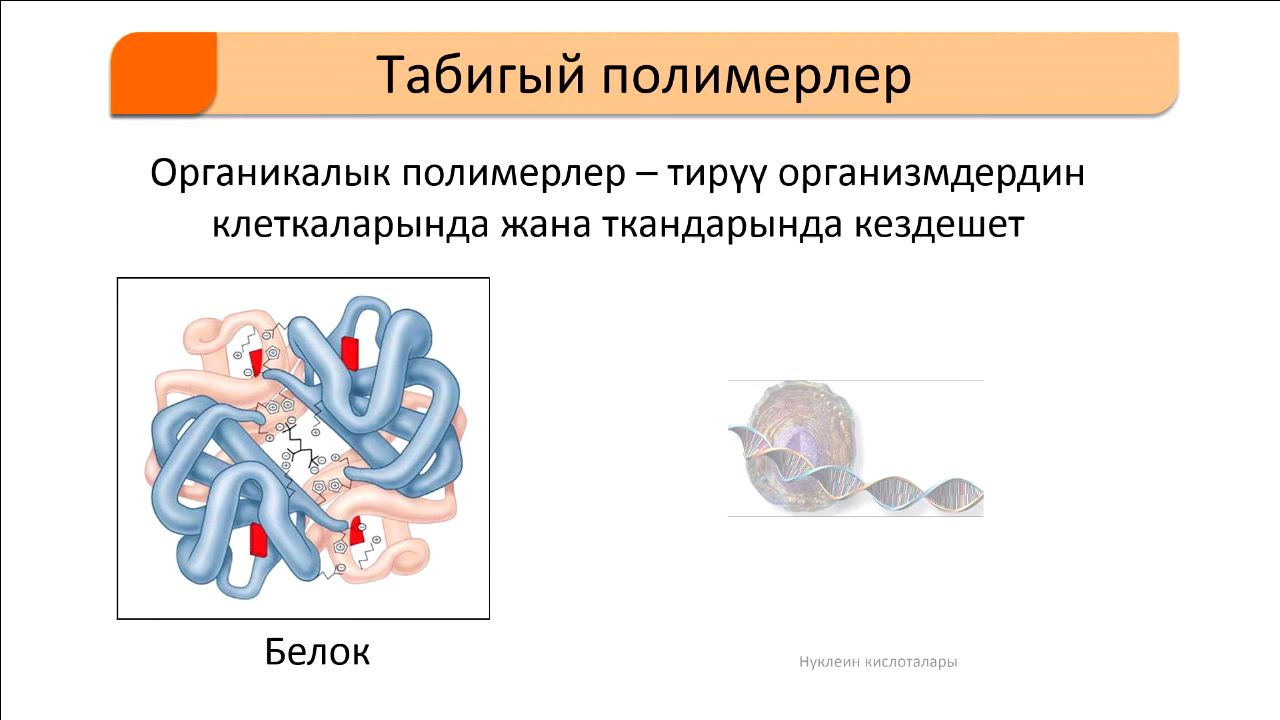 Табигый полимерлер
Органикалык полимерлер – тирүү организмдердин
клеткаларында жана ткандарында кездешет
Белок
Нуклеин кислоталары